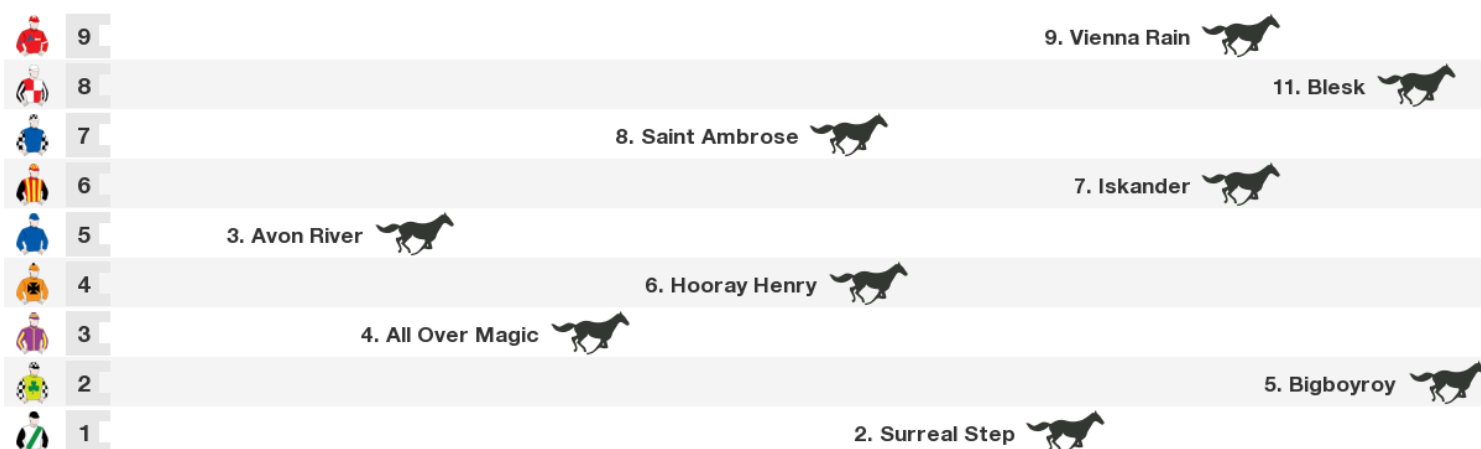 9 9. Vienna Rain
8 11. Blesk
7 8. Saint Ambrose
6 7. Iskander
5 3. Avon River
4 6. Hooray Henry
3 4. All Over Magic
2 5. Bigboyroy
1 2. Surreal Step